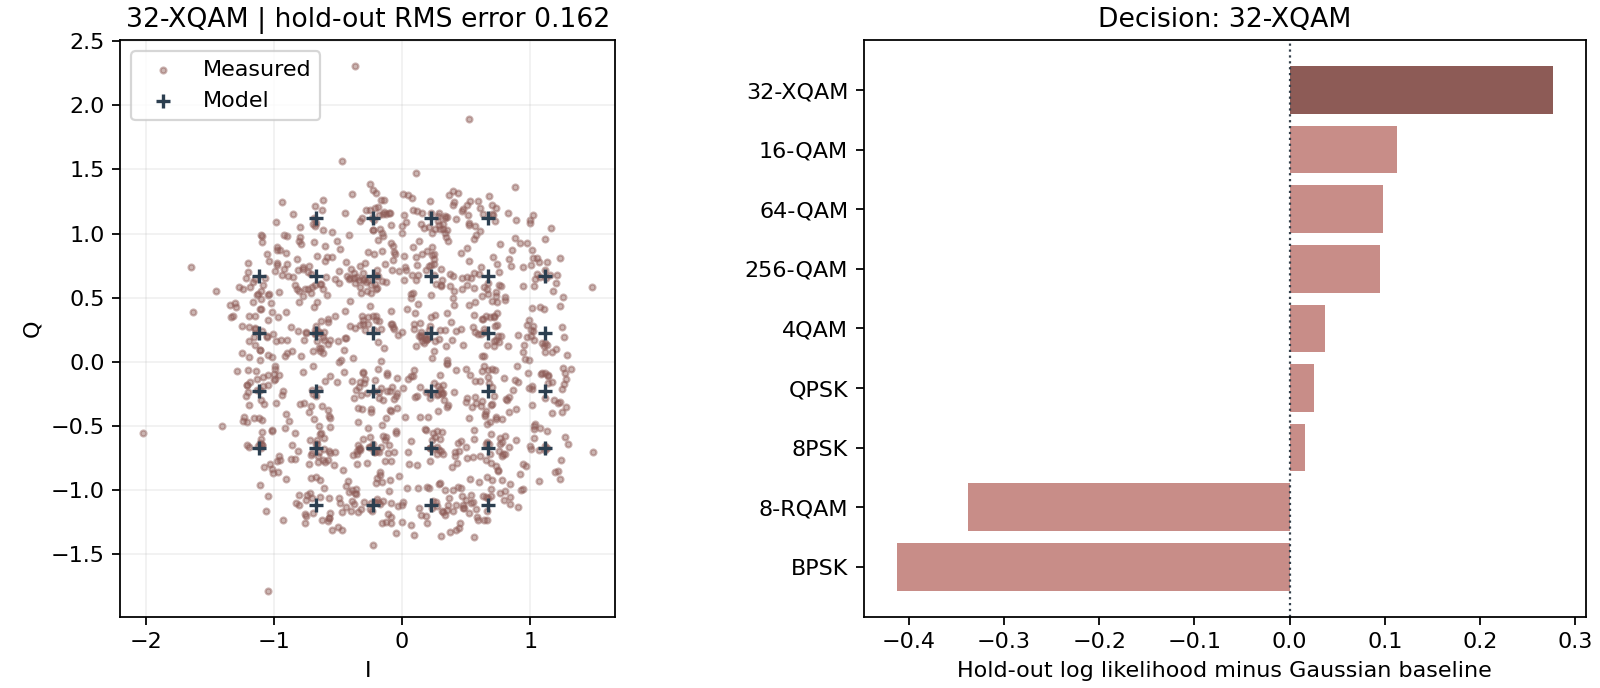 32-XQAM | hold-out RMS error 0.162
Measured
Model
2.5
2.0
1.5
1.0
0.5
0.0
−0.5
−1.0
−1.5
Q
−2
−1
0
1
I
Decision: 32-XQAM
32-XQAM
16-QAM
64-QAM
256-QAM
4QAM
QPSK
8PSK
8-RQAM
BPSK
−0.4
−0.3
−0.2
−0.1
0.0
0.1
0.2
0.3
Hold-out log likelihood minus Gaussian baseline